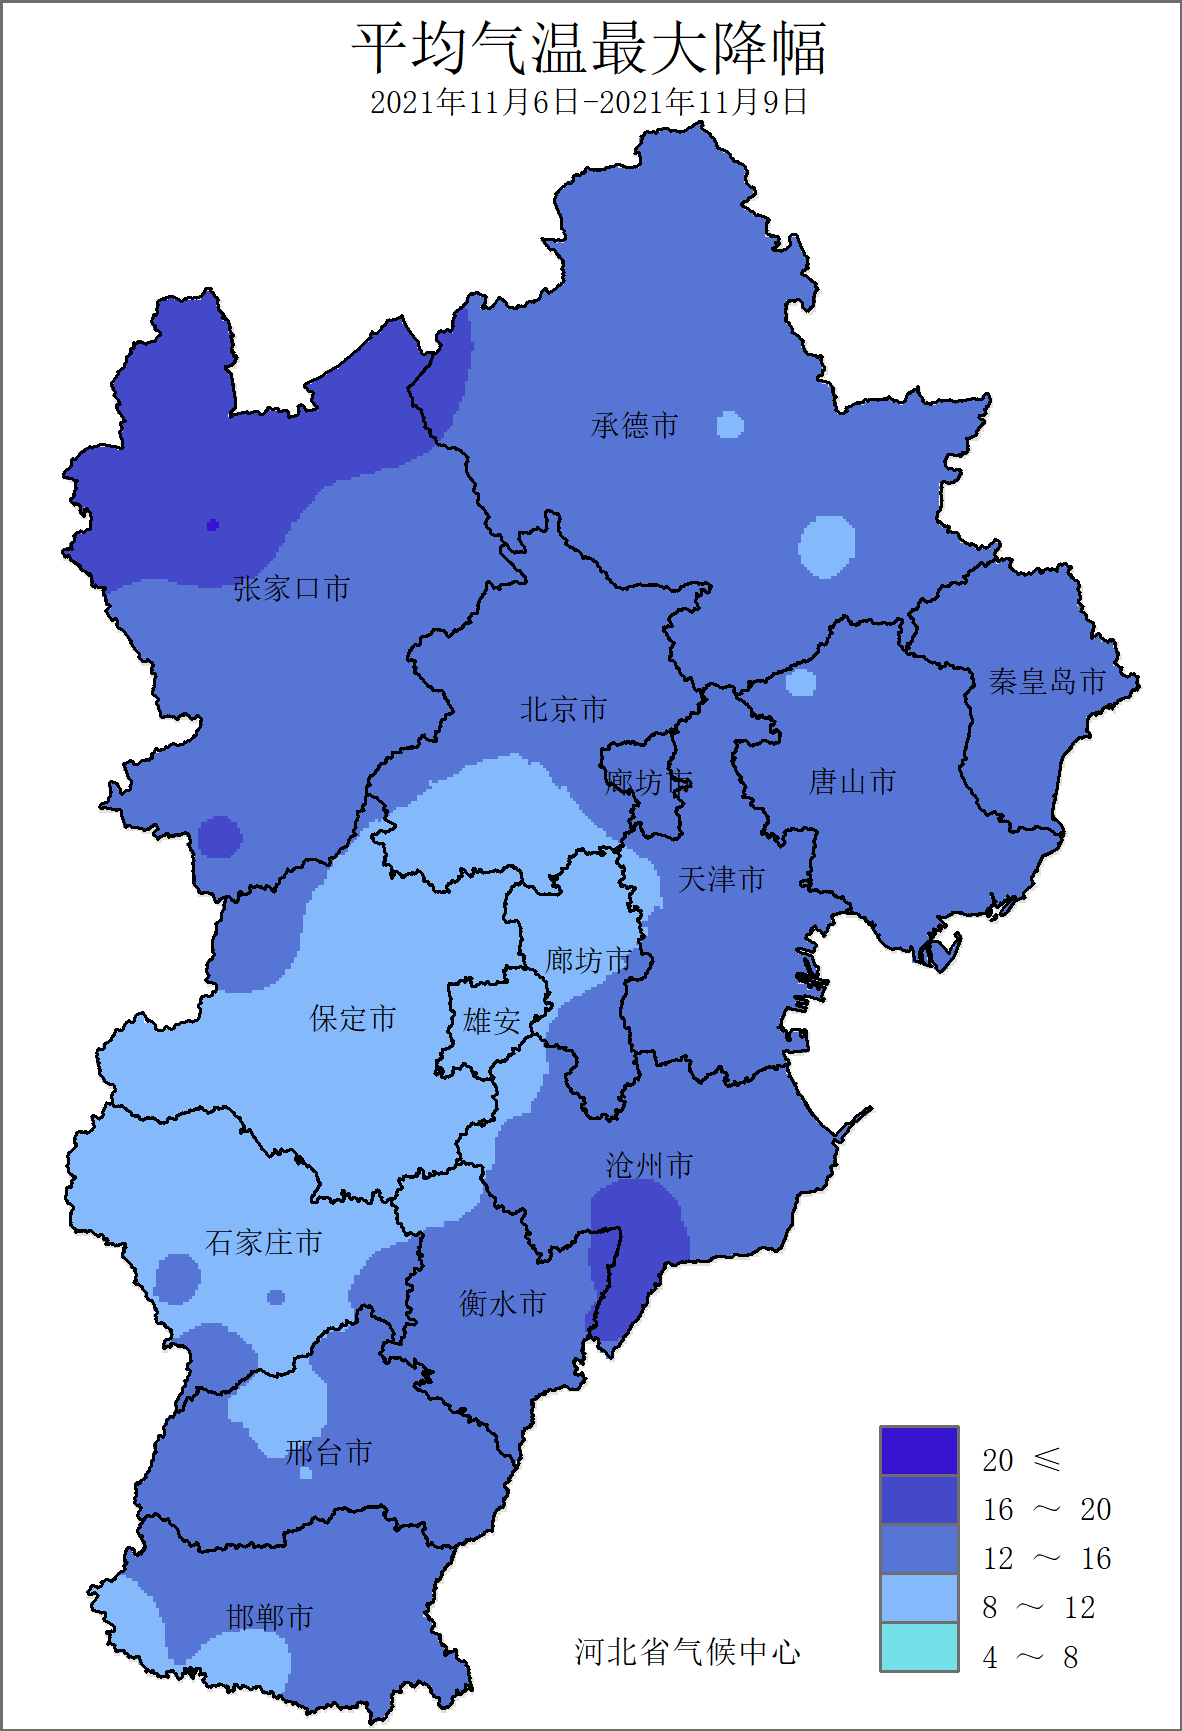 平均气温最大降幅
2021年11月6日-2021年11月9日
承德市
张家口市
秦皇岛市
北京市
廊坊市
唐山市
天津市
廊坊市
保定市
雄安
沧州市
石家庄市
衡水市
邢台市
邯郸市
20 ≤
16 ～ 20
12 ～ 16
8 ～ 12
4 ～ 8
河北省气候中心